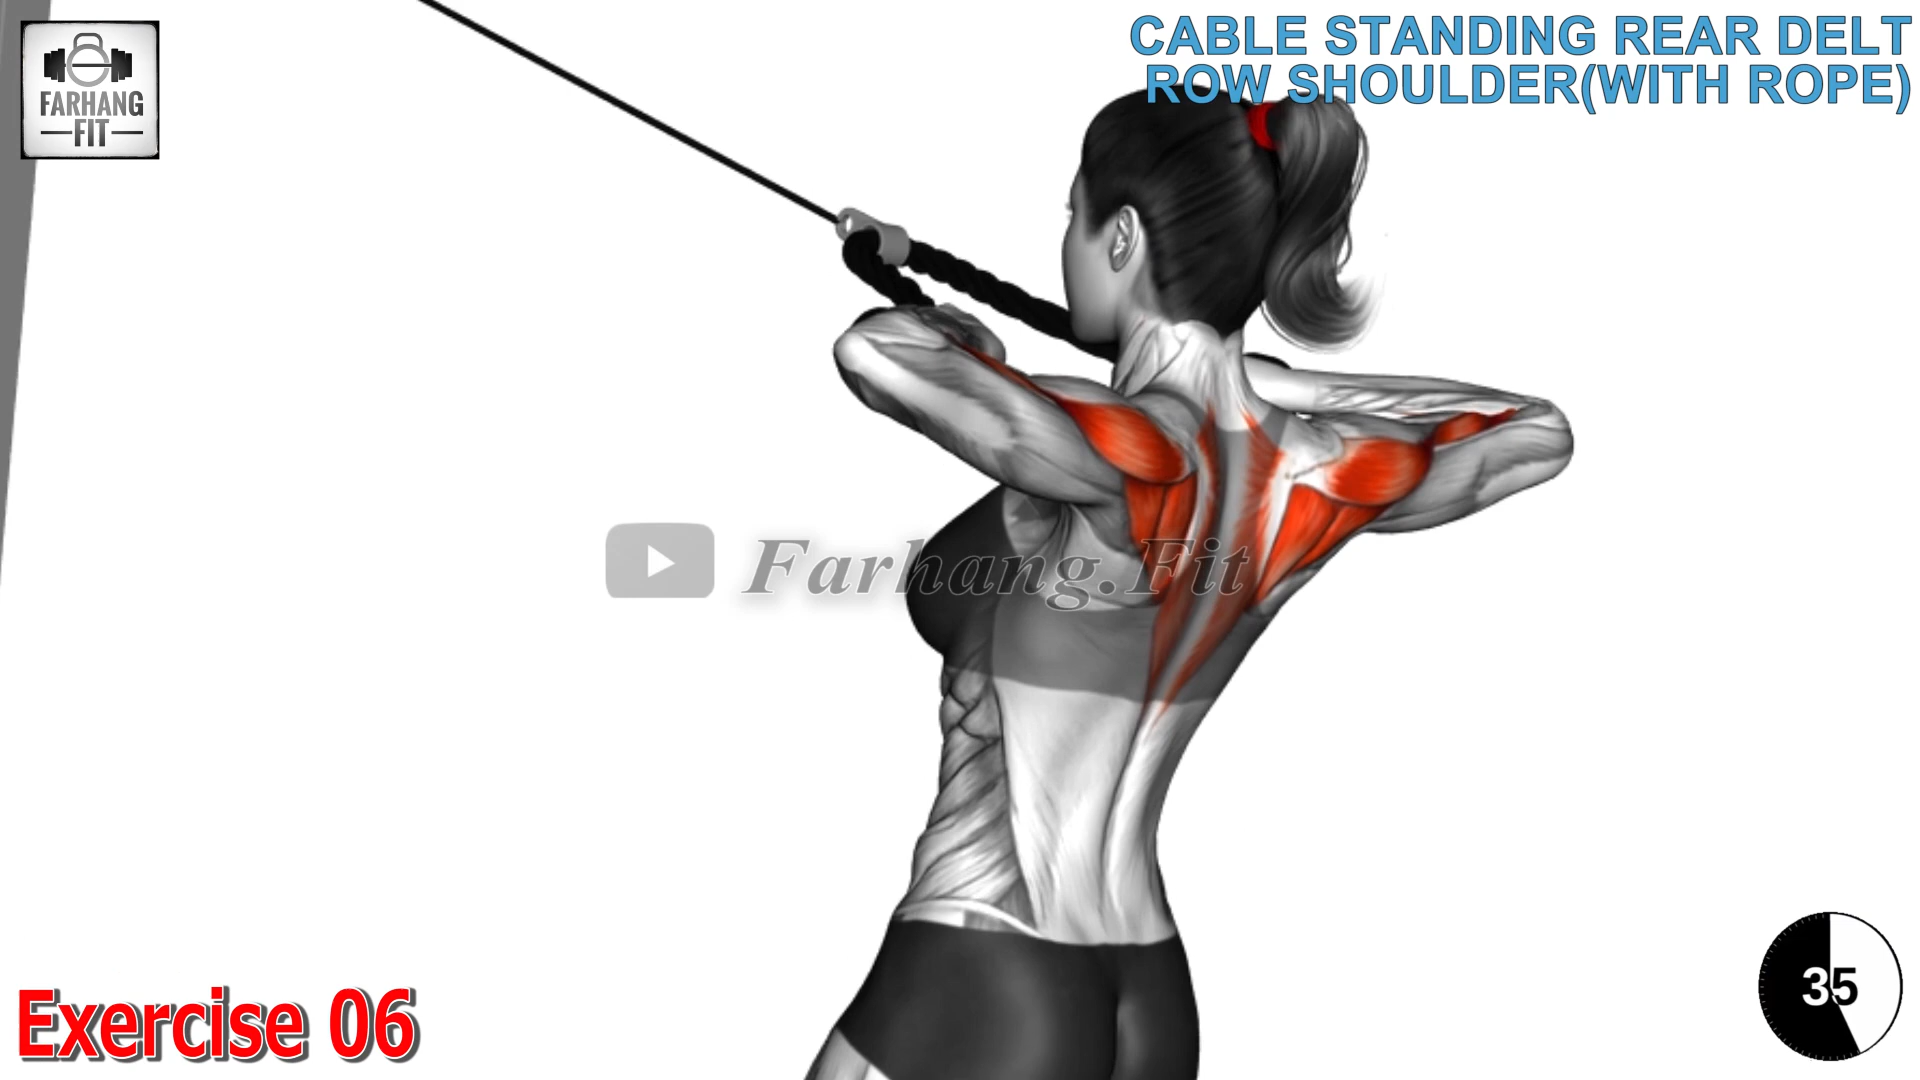 FARHANG
FIT
CABLE STANDING REAR DELT
ROW SHOULDER(WITH ROPE)
Farhang.Fit
Exercise 06
35